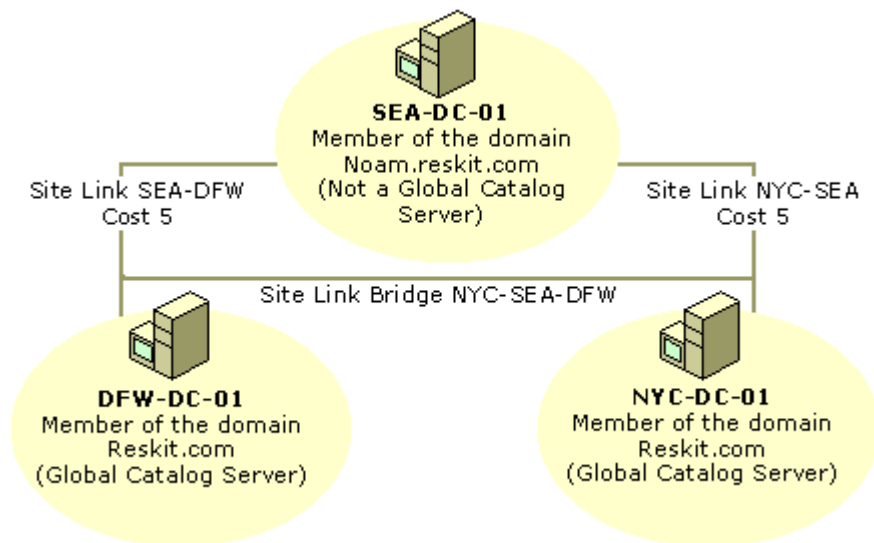 SEA-DC-01
Member of the domain
Noam.reskit.com
(Not a Global Catalog
Server)
Site Link SEA-DFW
Cost 5
Site Link NYC-SEA
Cost 5
Site Link Bridge NYC-SEA-DFW
DFW-DC-01
Member of the domain
Reskit.com
(Global Catalog Server)
NYC-DC-01
Member of the domain
Reskit.com
(Global Catalog Server)